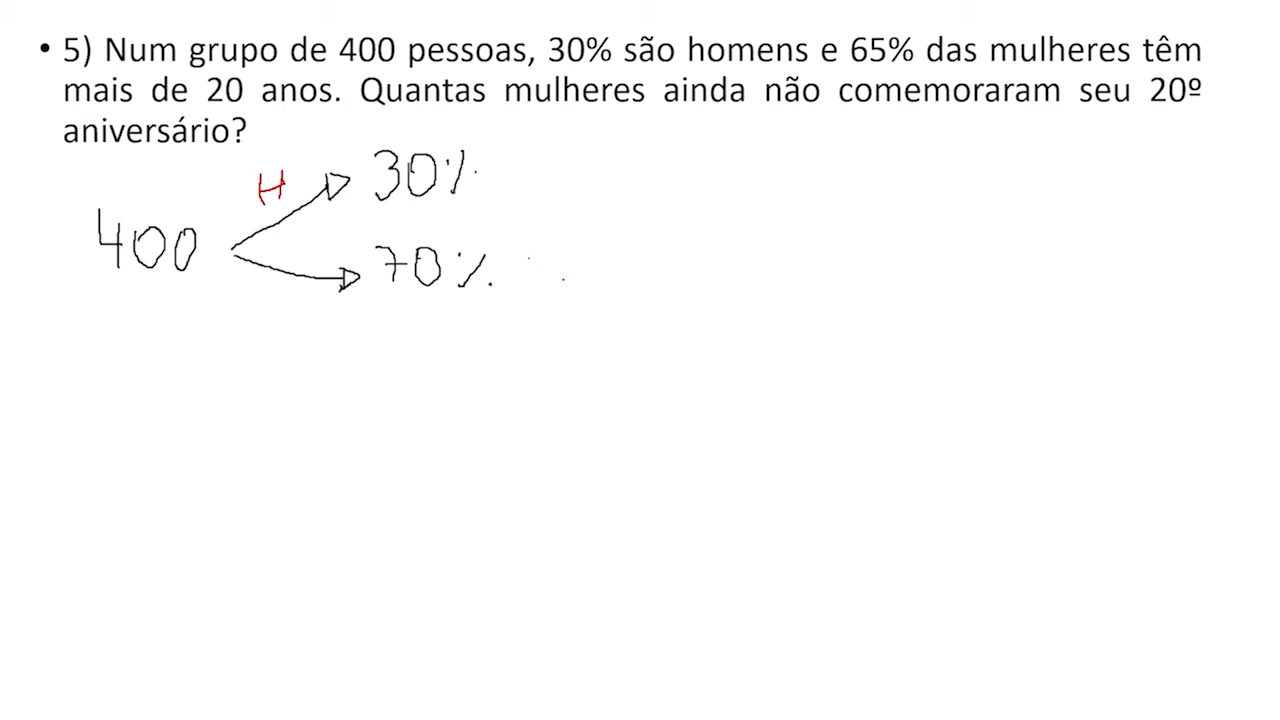 • 5) Num grupo de 400 pessoas, 30% são homens e 65% das mulheres têm
mais de 20 anos. Quantas mulheres ainda não comemoraram seu 20º
aniversário?
H 30%
400
70%